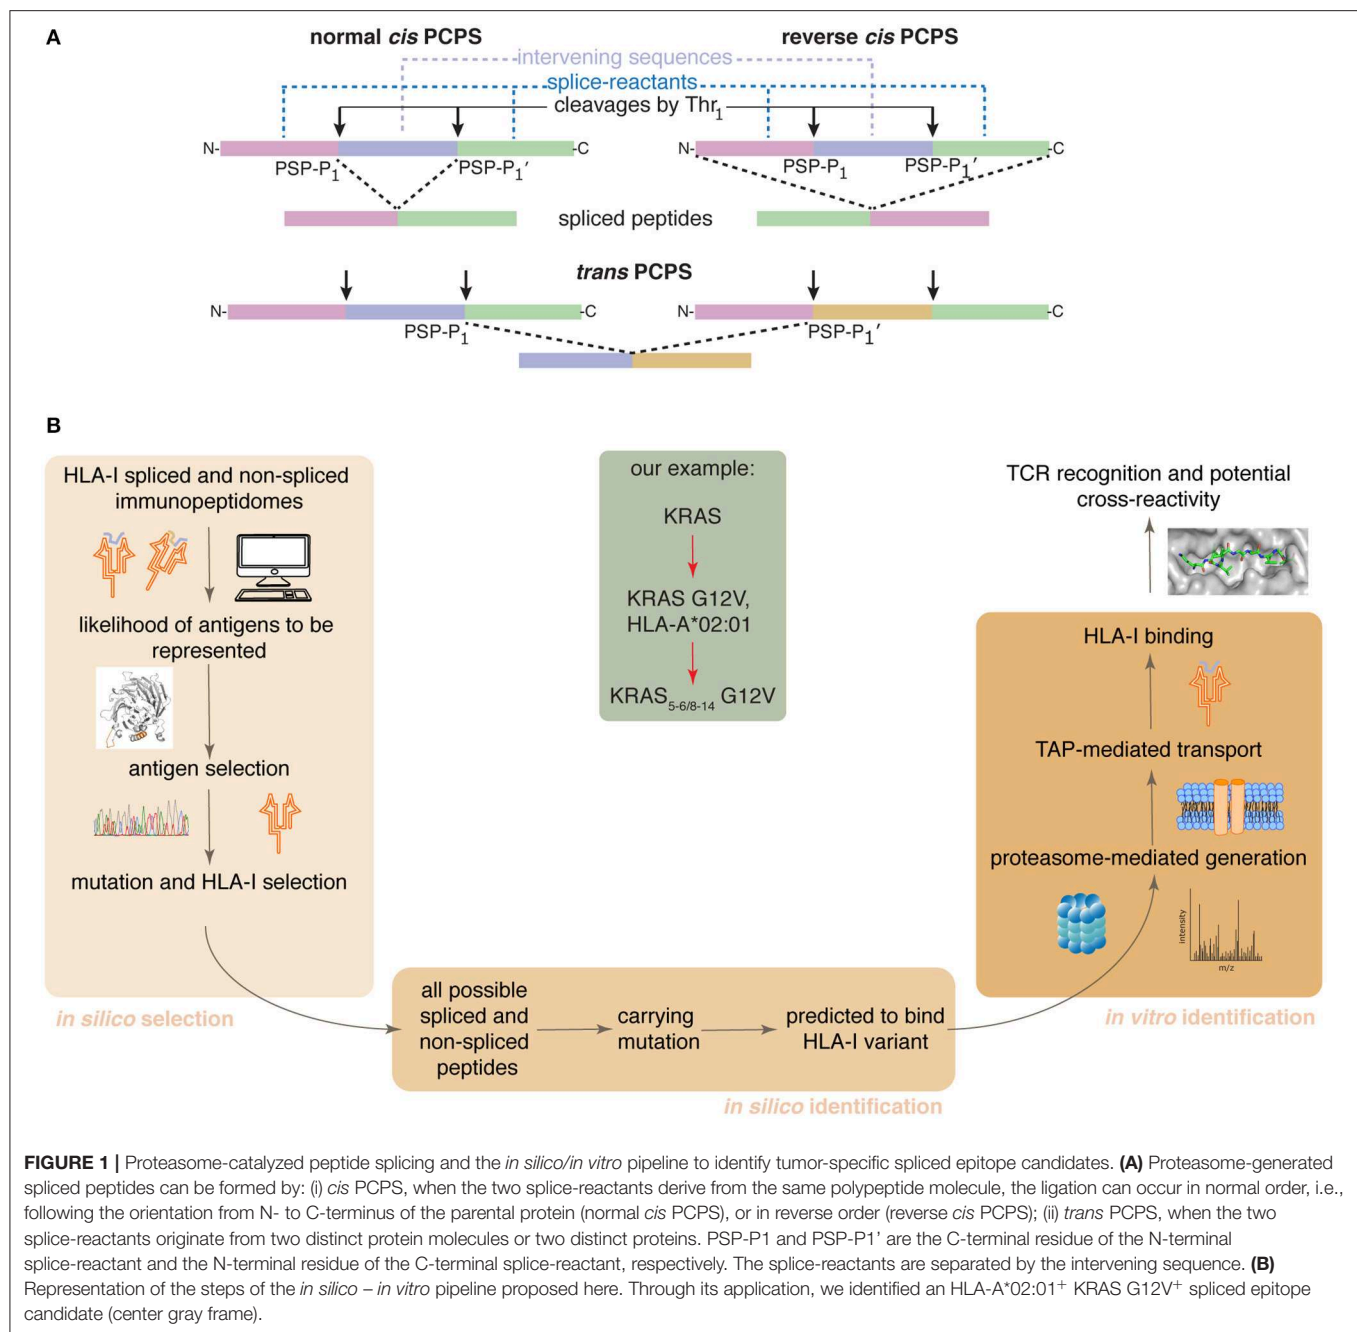 A
normal cis PCPS
reverse cis PCPS
intervening sequences
splice-reactants
cleavages by Thr1
N-
-C
N-
-C
PSP-P1
PSP-P1'
PSP-P1
PSP-P1'
spliced peptides
trans PCPS
N-
-C
N-
-C
PSP-P1
PSP-P1'
B
HLA-I spliced and non-spliced
immunopeptidomes
likelihood of antigens to be
represented
antigen selection
mutation and HLA-I selection
in silico selection
our example:
KRAS
KRAS G12V,
HLA-A*02:01
KRAS5-6/8-14 G12V
all possible
spliced and
non-spliced
peptides
carrying
mutation
predicted to bind
HLA-I variant
in silico identification
TCR recognition and potential
cross-reactivity
HLA-I binding
TAP-mediated transport
proteasome-mediated generation
intensity
m/z
in vitro identification
FIGURE 1 | Proteasome-catalyzed peptide splicing and the in silico/in vitro pipeline to identify tumor-specific spliced epitope candidates. (A) Proteasome-generated
spliced peptides can be formed by: (i) cis PCPS, when the two splice-reactants derive from the same polypeptide molecule, the ligation can occur in normal order, i.e.,
following the orientation from N- to C-terminus of the parental protein (normal cis PCPS), or in reverse order (reverse cis PCPS); (ii) trans PCPS, when the two
splice-reactants originate from two distinct protein molecules or two distinct proteins. PSP-P1 and PSP-P1' are the C-terminal residue of the N-terminal
splice-reactant and the N-terminal residue of the C-terminal splice-reactant, respectively. The splice-reactants are separated by the intervening sequence. (B)
Representation of the steps of the in silico – in vitro pipeline proposed here. Through its application, we identified an HLA-A*02:01+ KRAS G12V+ spliced epitope
candidate (center gray frame).